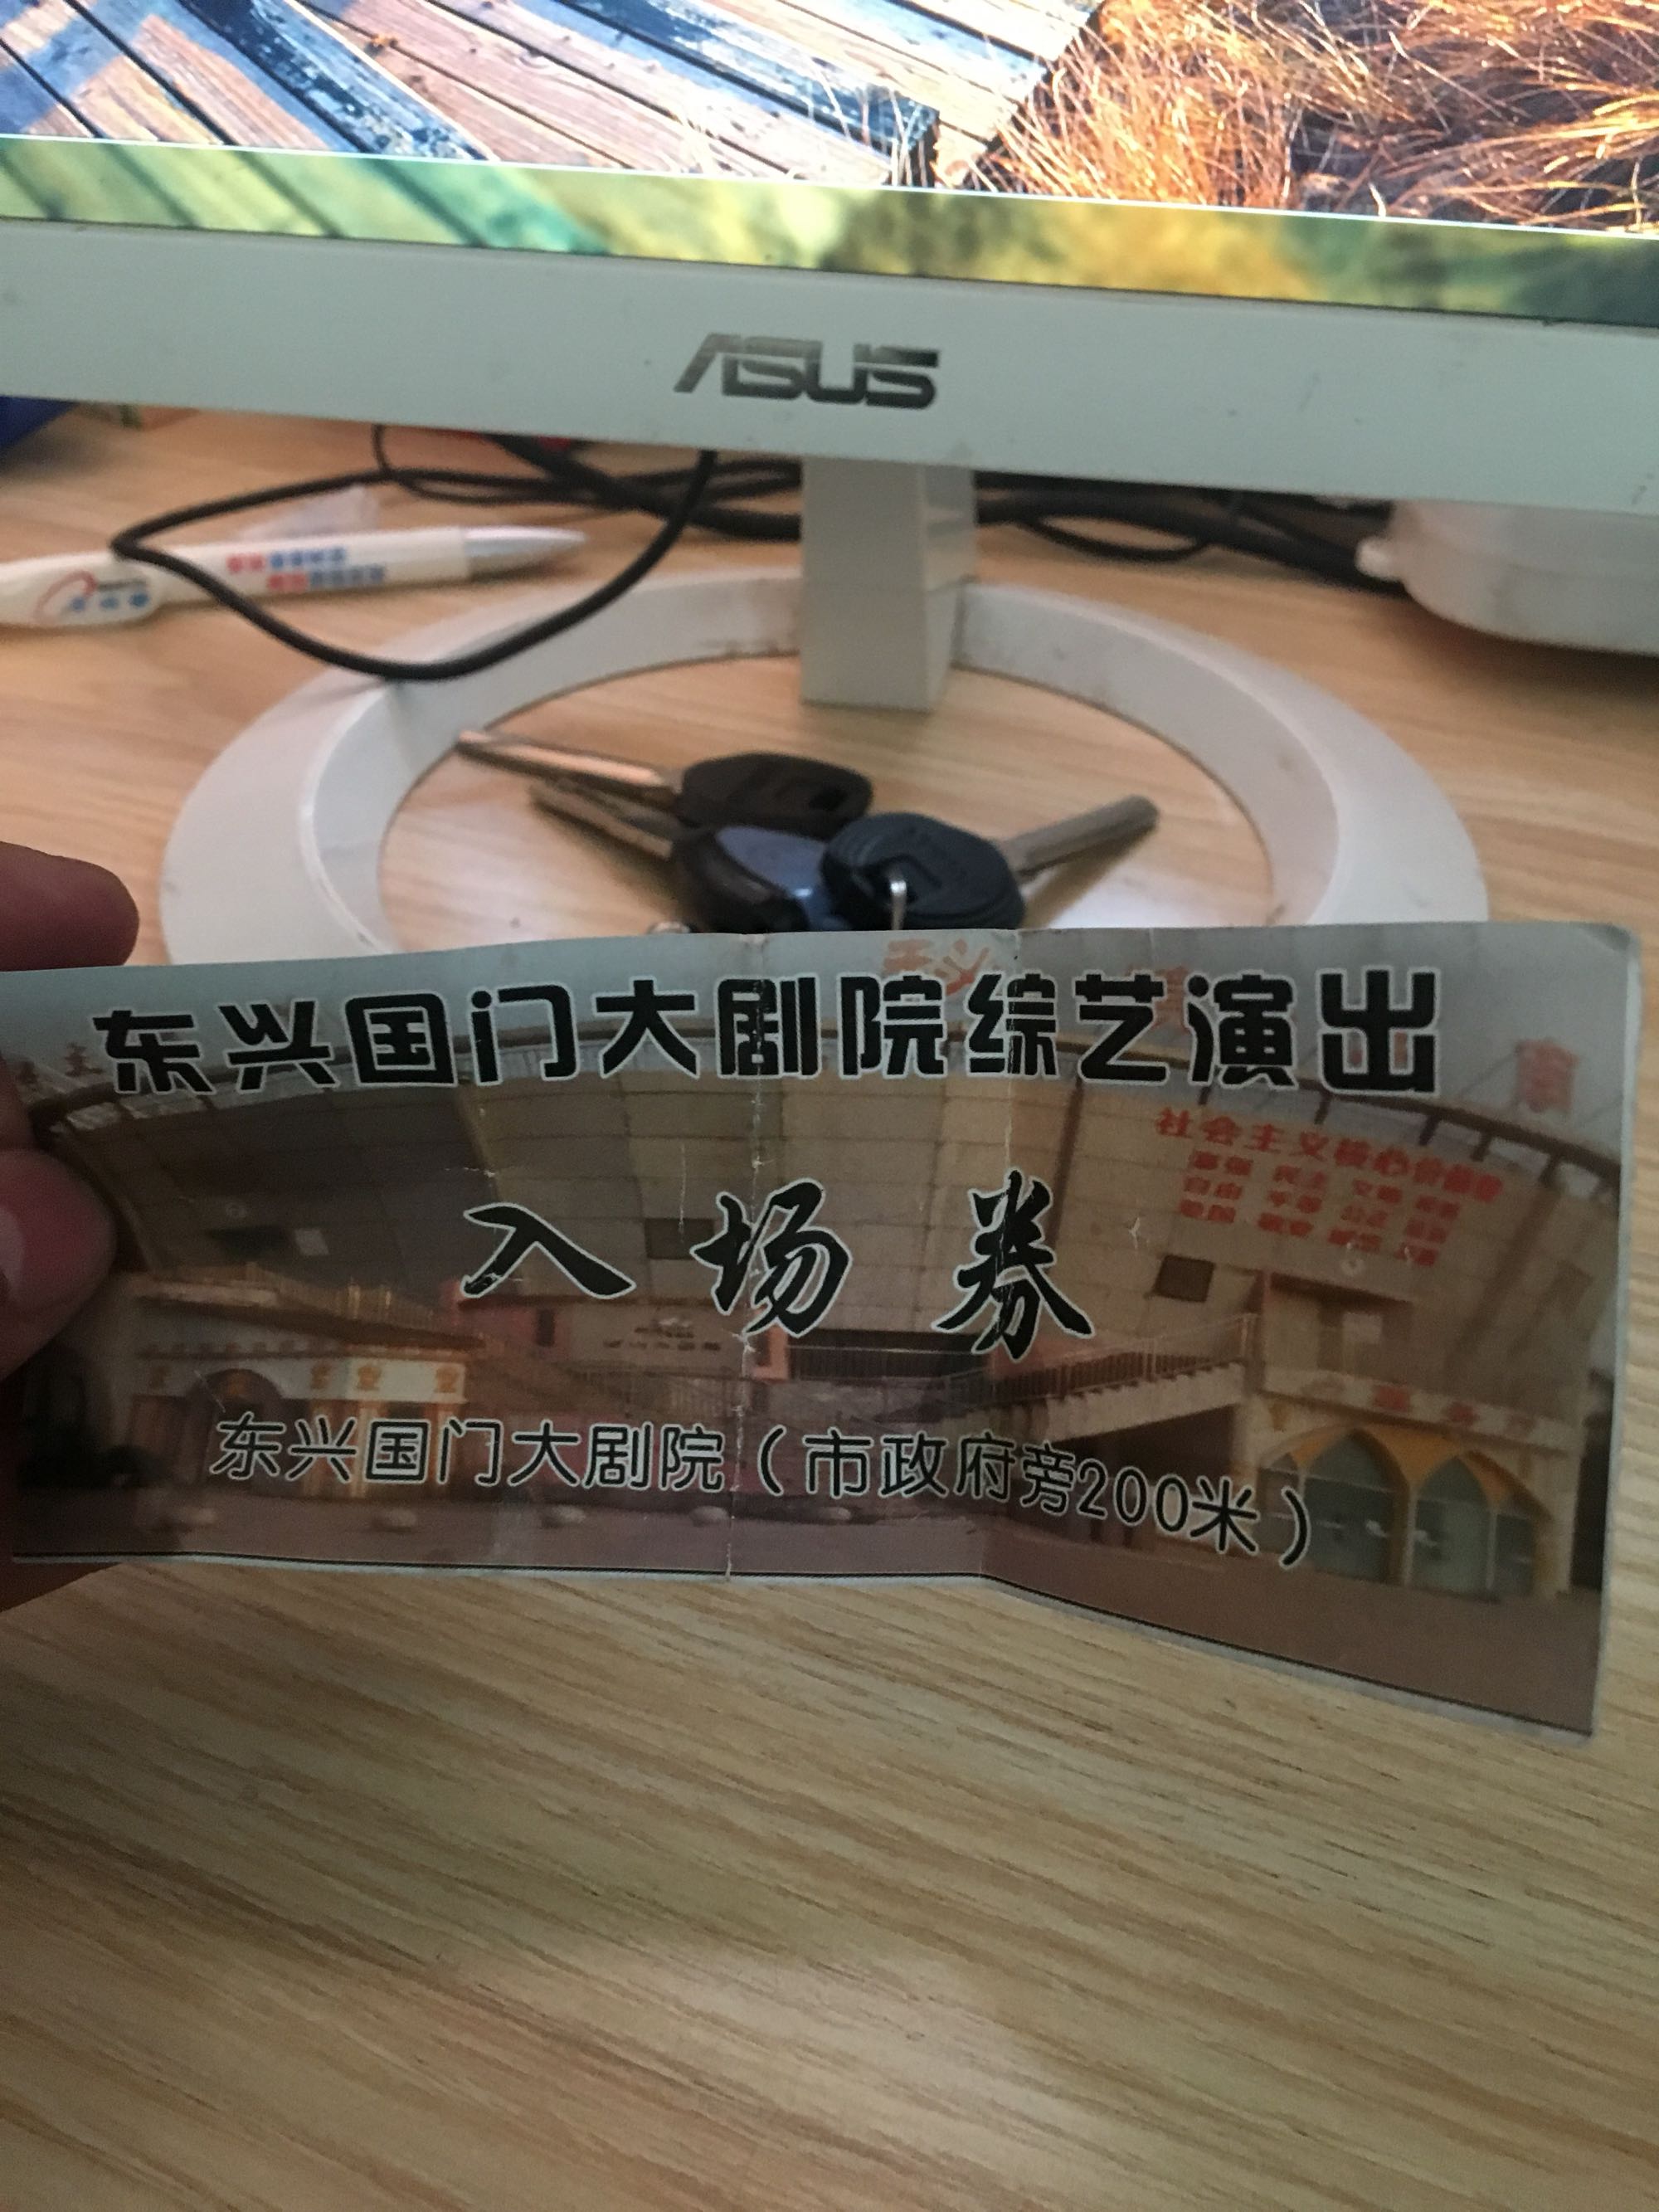 ASUS
东兴国门大剧院综艺演出
社会主义核心价值观
入场券
东兴国门大剧院（市政府旁200米）